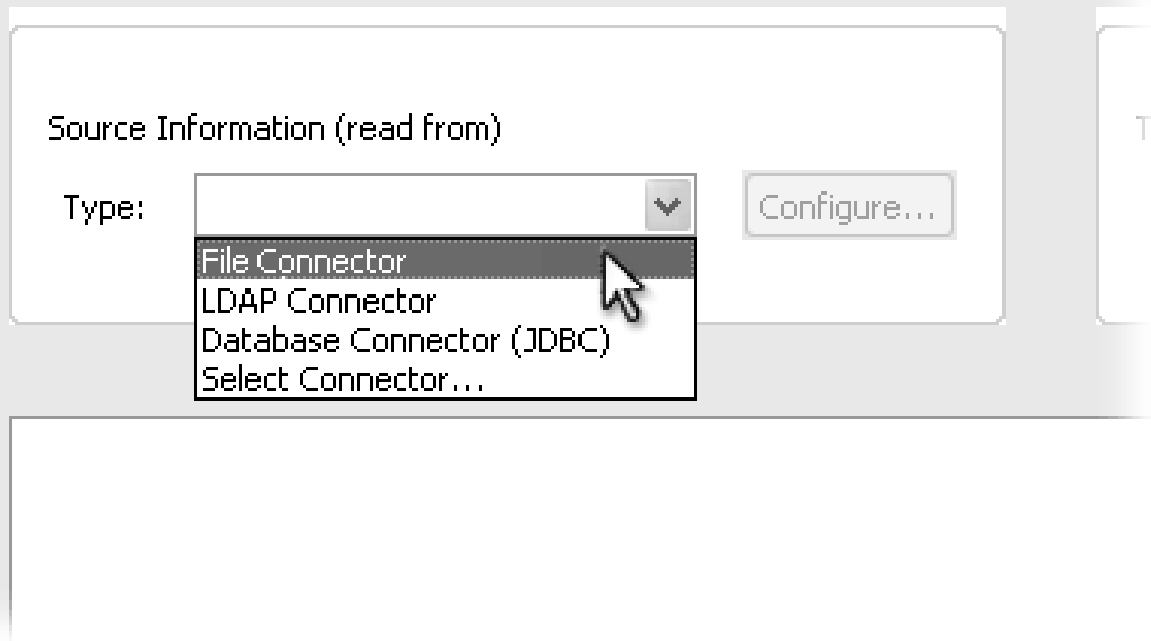 Source Information (read from)
T
Type:
Configure...
File Connector
LDAP Connector
Database Connector (JDBC)
Select Connector...